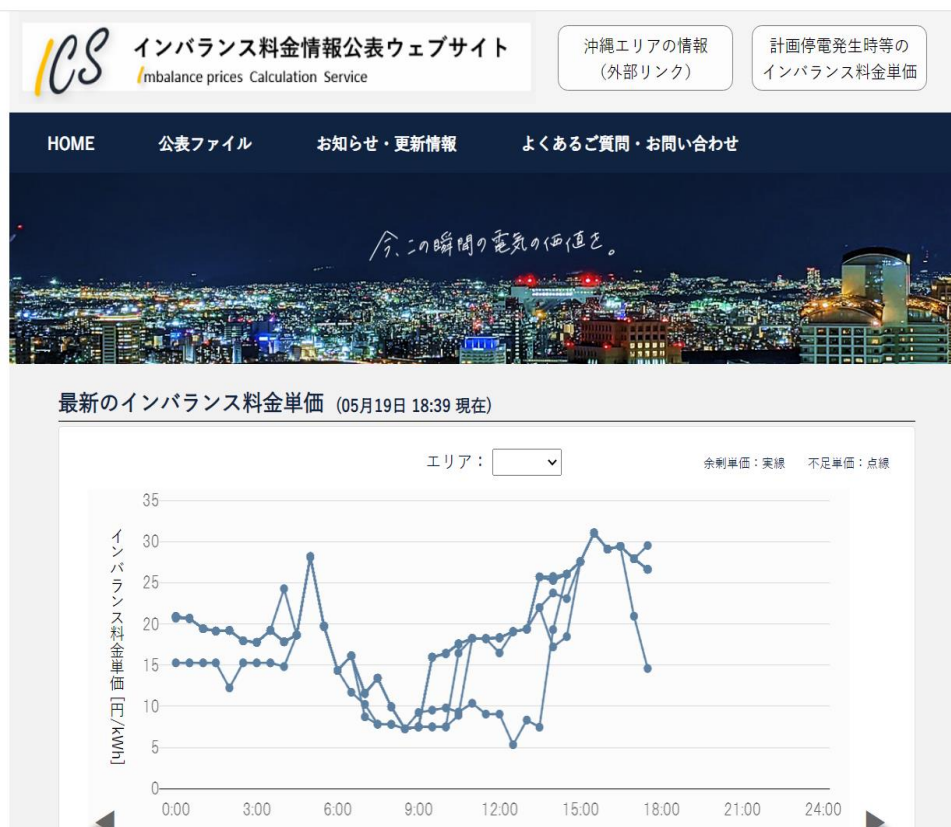 ICS
インバランス料金情報公表ウェブサイト
Imbalance prices Calculation Service
沖縄エリアの情報
（外部リンク）
計画停電発生時等の
インバランス料金単価
HOME 公表ファイル お知らせ・更新情報 よくあるご質問・お問い合わせ
今、この瞬間の電気の価値を。
最新のインバランス料金単価 (05月19日 18:39 現在)
エリア：
余剰単価：実線 不足単価：点線
インバランス料金単価 [円/kWh]
35
30
25
20
15
10
5
0
0:00 3:00 6:00 9:00 12:00 15:00 18:00 21:00 24:00